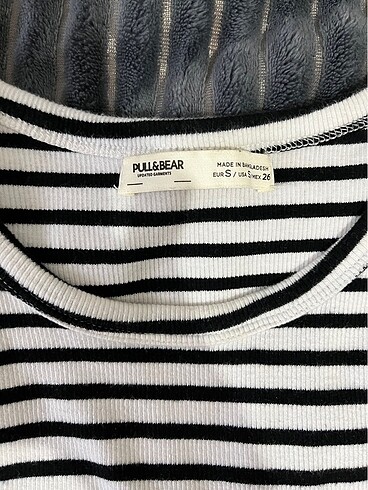 PULL&BEAR
UPDATED GARMENTS
MADE IN BANGLADESH
EUR S / USA S / MEX 26